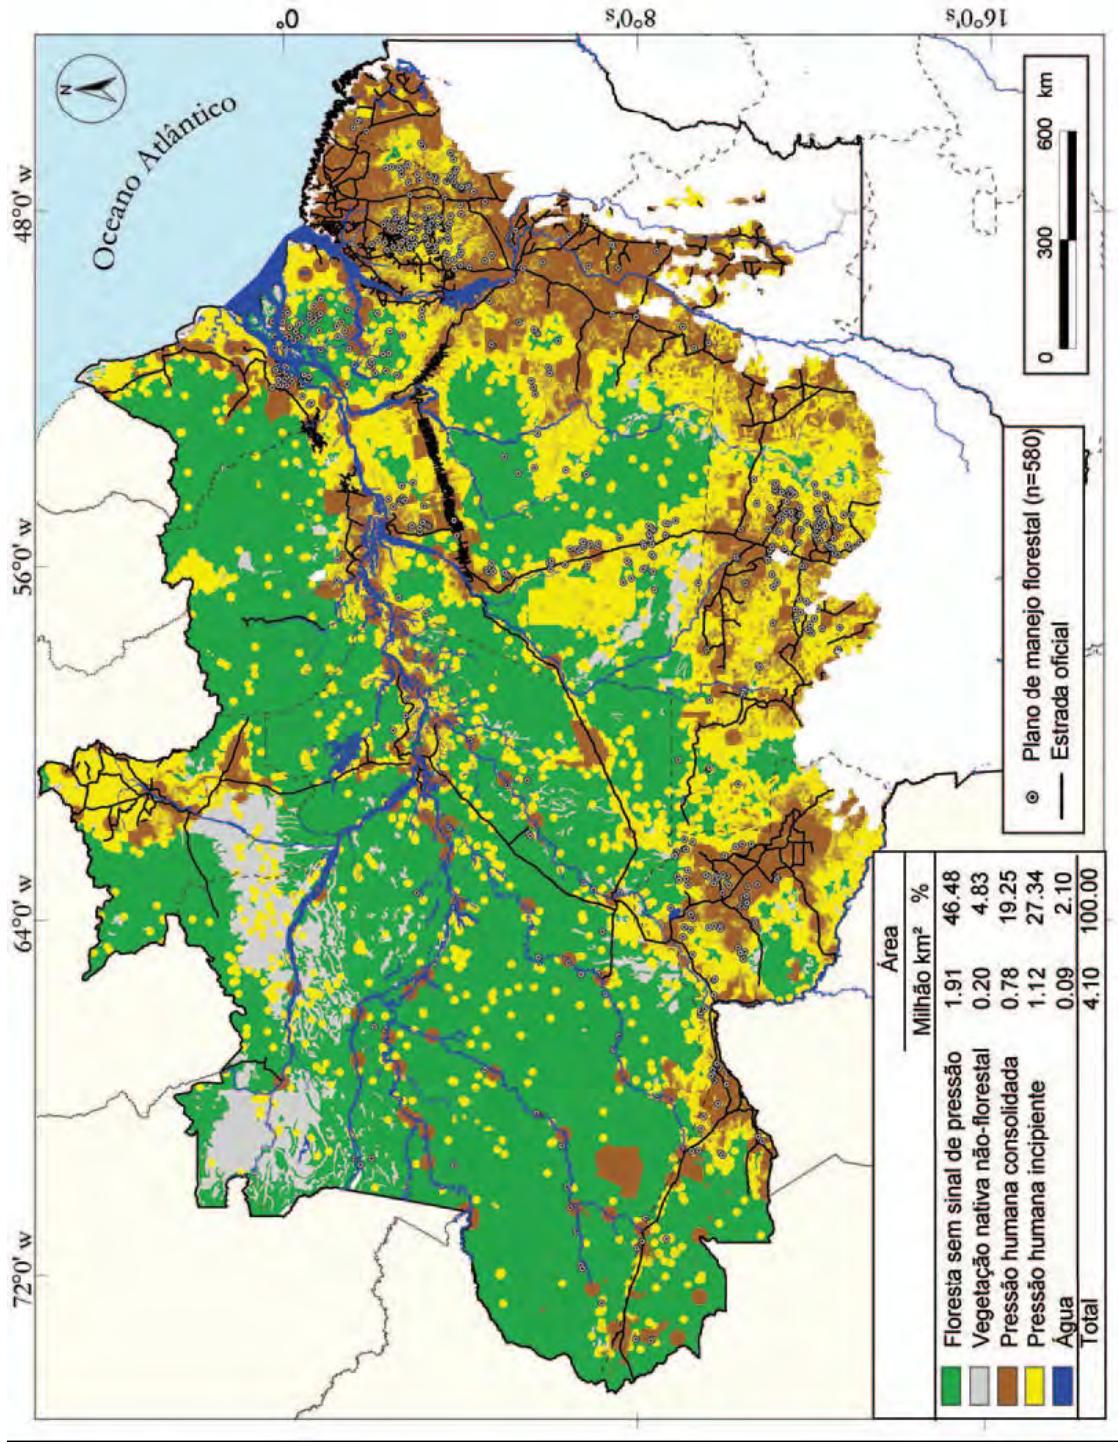 72°0' w
64°0' w
56°0' w
48°0' w
0°
8°0's
16°0's
N
Oceano Atlântico
Área
Milhão km² %
Floresta sem sinal de pressão 1.91 46.48
Vegetação nativa não-florestal 0.20 4.83
Pressão humana consolidada 0.78 19.25
Pressão humana incipiente 1.12 27.34
Água 0.09 2.10
Total 4.10 100.00
Plano de manejo florestal (n=580)
Estrada oficial
0 300 600 km